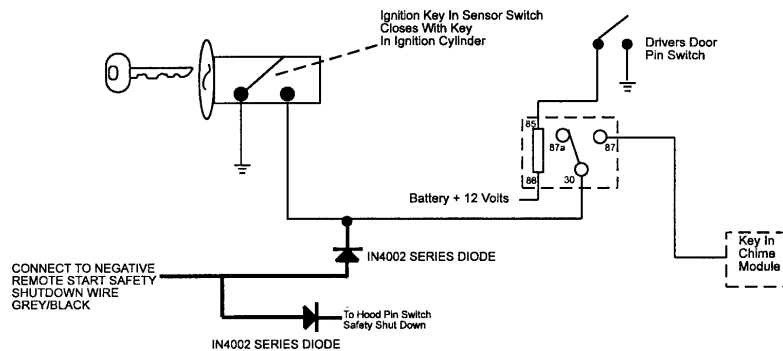 Ignition Key In Sensor Switch
Closes With Key
In Ignition Cylinder
Drivers Door
Pin Switch
85
87a
87
86
30
Battery + 12 Volts
Key In
Chime
Module
IN4002 SERIES DIODE
CONNECT TO NEGATIVE
REMOTE START SAFETY
SHUTDOWN WIRE
GREY/BLACK
To Hood Pin Switch
Safety Shut Down
IN4002 SERIES DIODE